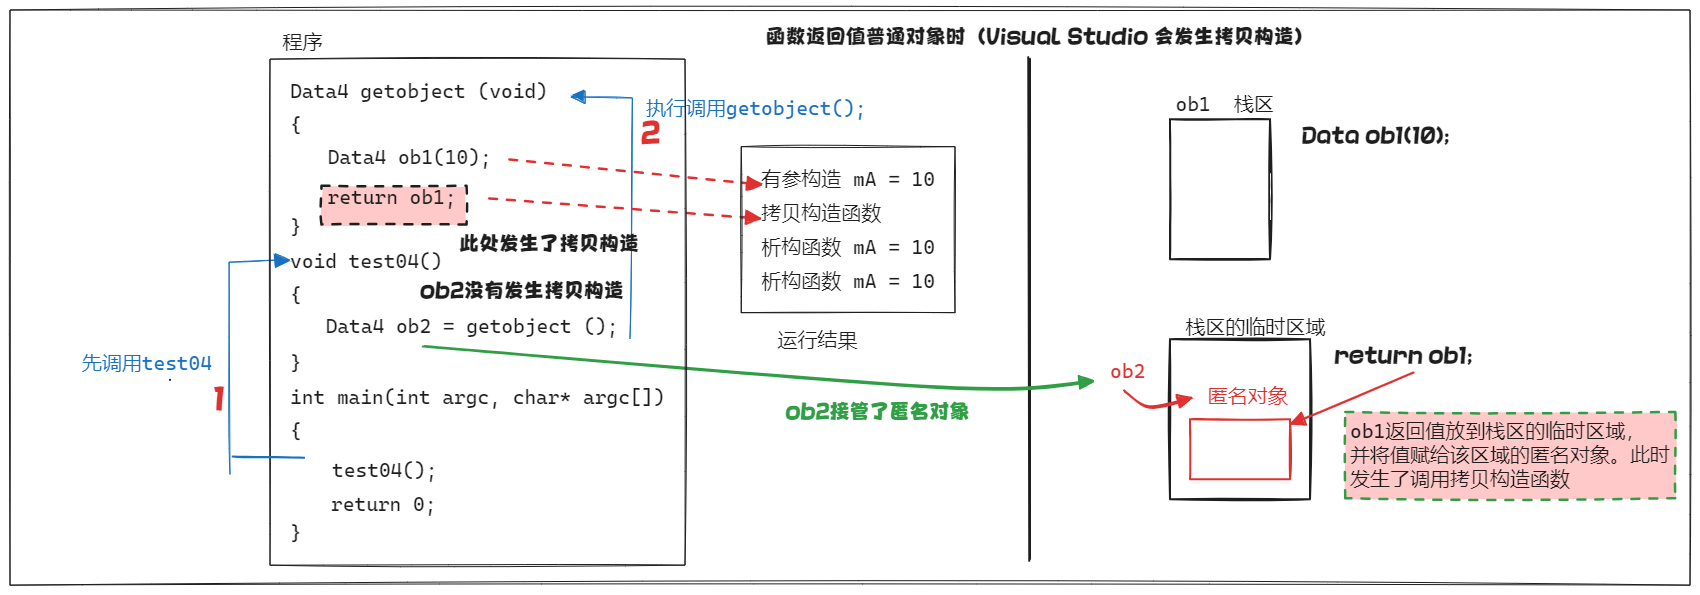 函数返回值普通对象时（Visual Studio 会发生拷贝构造）
程序
Data4 getobject (void)
{
Data4 ob1(10);
return ob1;
}
此处发生了拷贝构造
void test04()
{
ob2没有发生拷贝构造
Data4 ob2 = getobject ();
}
int main(int argc, char* argc[])
{
test04();
return 0;
}
先调用test04
1
执行调用getobject();
2
有参构造 mA = 10
拷贝构造函数
析构函数 mA = 10
析构函数 mA = 10
运行结果
ob2接管了匿名对象
ob1 栈区
Data ob1(10);
栈区的临时区域
return ob1;
ob2
匿名对象
ob1返回值放到栈区的临时区域，
并将值赋给该区域的匿名对象。此时
发生了调用拷贝构造函数